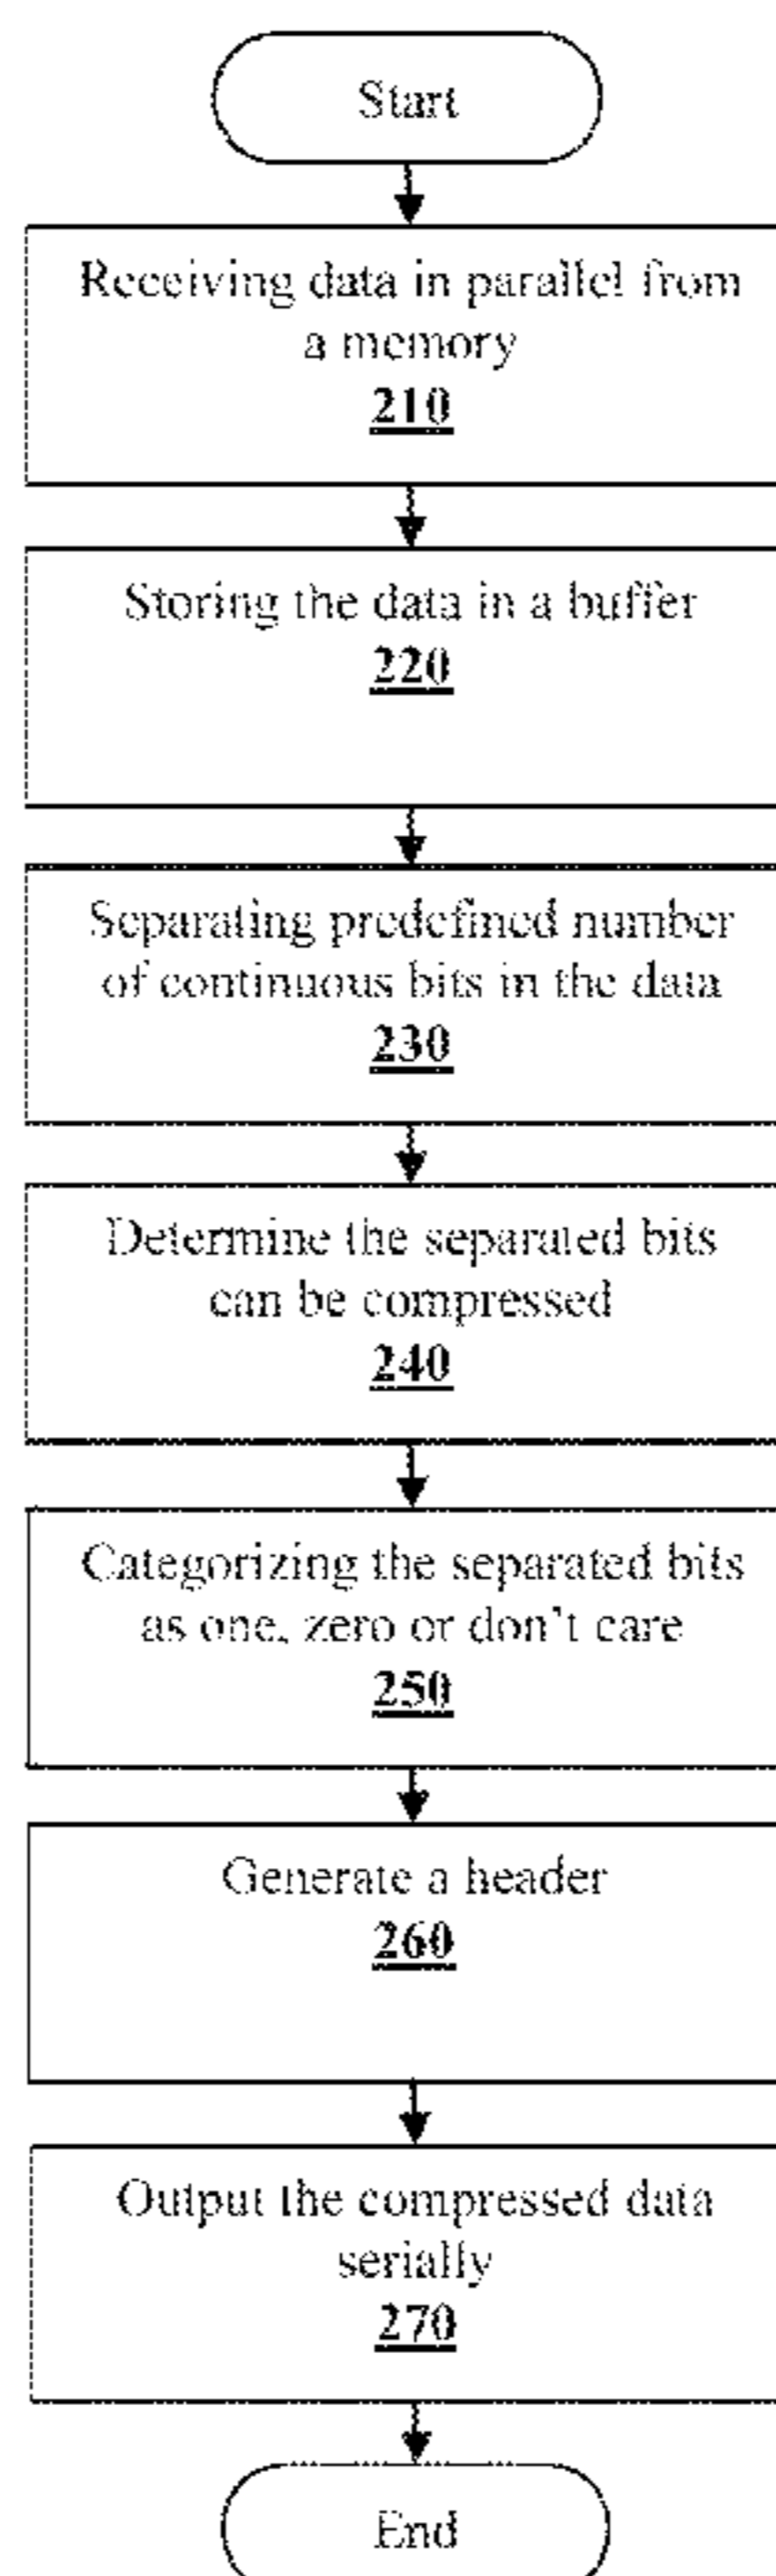 Start
Receiving data in parallel from
a memory
210
Storing the data in a buffer
220
Separating predefined number
of continuous bits in the data
230
Determine the separated bits
can be compressed
240
Categorizing the separated bits
as one, zero or don't care
250
Generate a header
260
Output the compressed data
serially
270
End